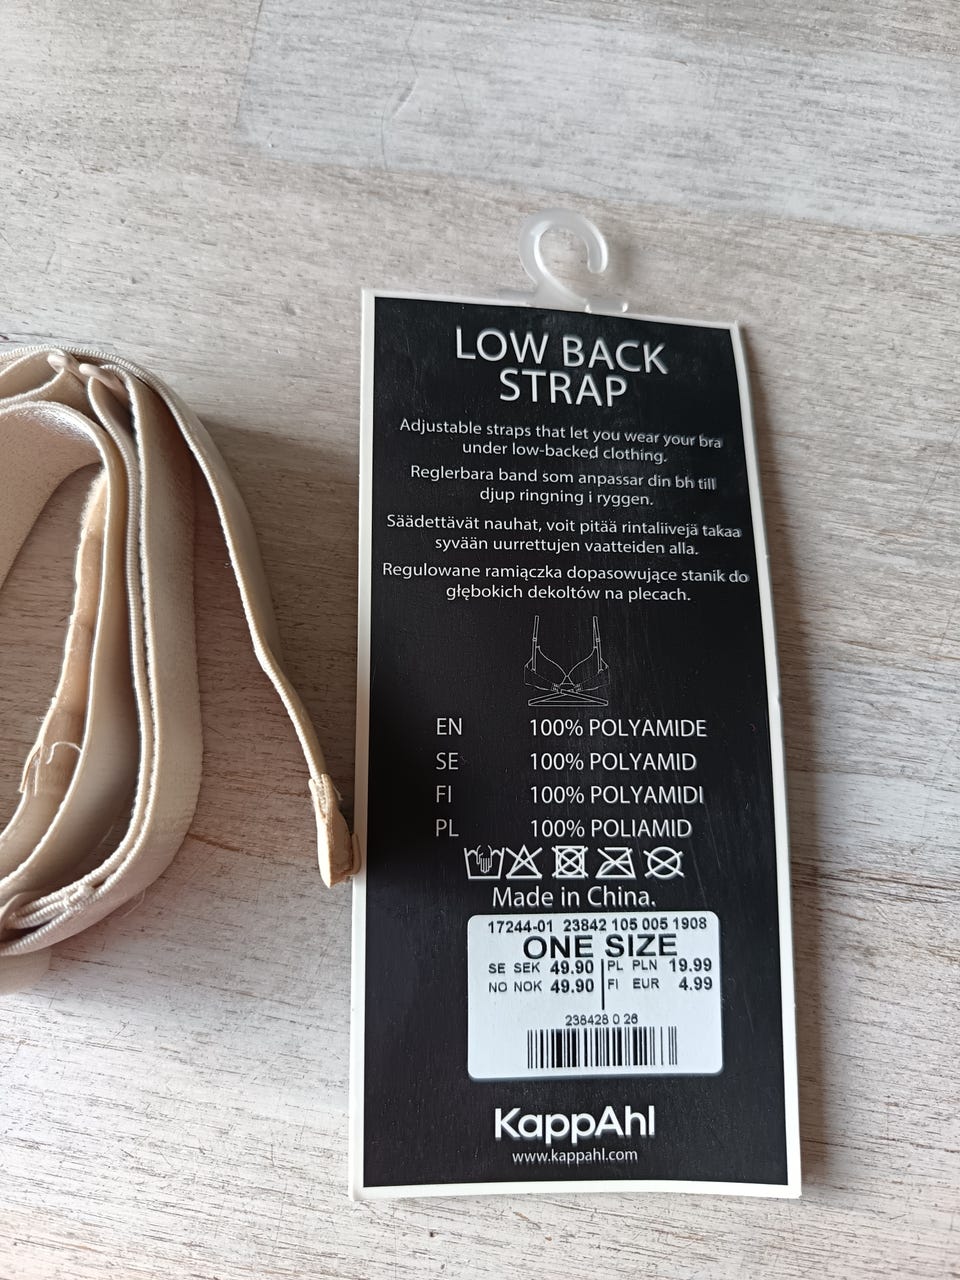 LOW BACK
STRAP
Adjustable straps that let you wear your bra
under low-backed clothing.
Reglerbara band som anpassar din bh till
djup ringning i ryggen.
Säädettävät nauhat, voit pitää rintaliivejä takaa
syvään uurrettujen vaatteiden alla.
Regulowane ramiączka dopasowujące stanik do
głębokich dekoltów na plecach.
EN 100% POLYAMIDE
SE 100% POLYAMID
FI 100% POLYAMIDI
PL 100% POLIAMID
Made in China.
17244-01 23842 105 005 1908
ONE SIZE
SE SEK 49.90 PL PLN 19.99
NO NOK 49.90 FI EUR 4.99
238428 0 26
KappAhl
www.kappahl.com